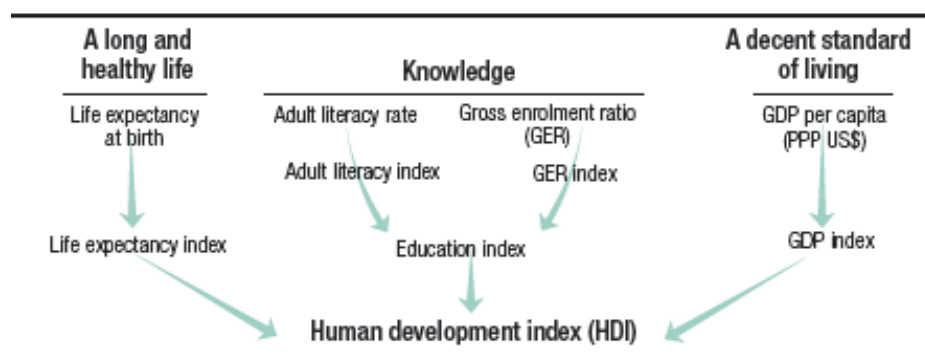 A long and
healthy life
Knowledge
A decent standard
of living
Life expectancy
at birth
Adult literacy rate
Gross enrolment ratio
(GER)
GDP per capita
(PPP US$)
Adult literacy index
GER index
Life expectancy index
Education index
GDP index
Human development index (HDI)